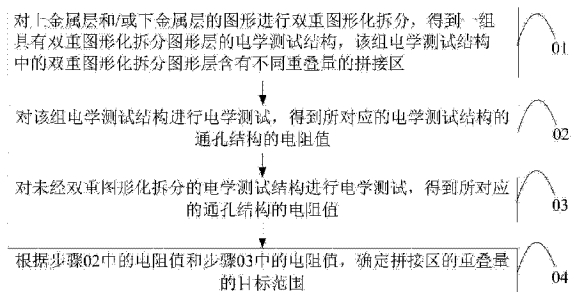 对上金属层和/或下金属层的图形进行双重图形化拆分，得到一组
具有双重图形化拆分图形层的电学测试结构，该组电学测试结构
中的双重图形化拆分图形层含有不同重叠量的拼接区
01
对该组电学测试结构进行电学测试，得到所对应的电学测试结构的
通孔结构的电阻值
02
对未经双重图形化拆分的电学测试结构进行电学测试，得到所对应
的通孔结构的电阻值
03
根据步骤02中的电阻值和步骤03中的电阻值，确定拼接区的重叠量
的目标范围
04